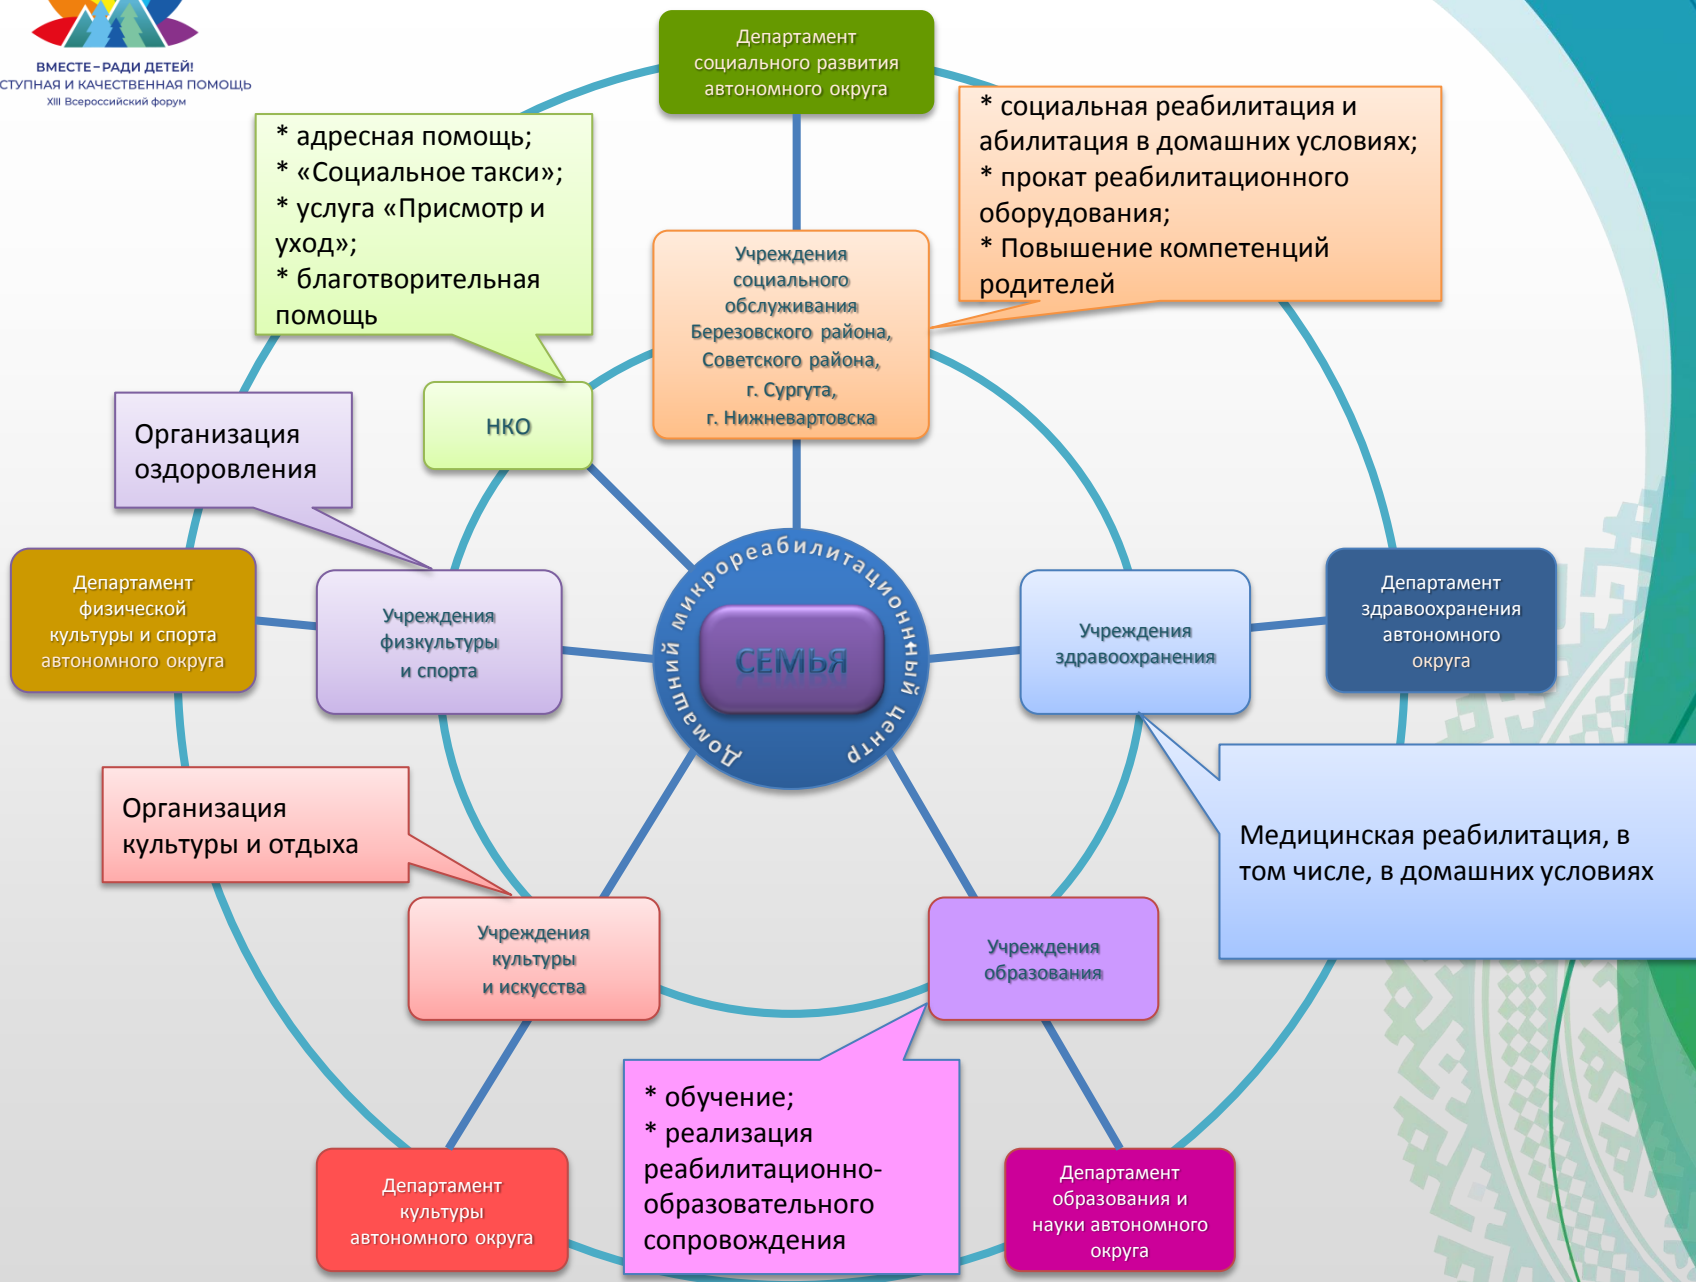 ВМЕСТЕ – РАДИ ДЕТЕЙ!
СТУПНАЯ И КАЧЕСТВЕННАЯ ПОМОЩЬ
XIII Всероссийский форум
Департамент
социального развития
автономного округа
* адресная помощь;
* «Социальное такси»;
* услуга «Присмотр и
уход»;
* благотворительная
помощь
* социальная реабилитация и
абилитация в домашних условиях;
* прокат реабилитационного
оборудования;
* Повышение компетенций
родителей
Учреждения
социального
обслуживания
Березовского района,
Советского района,
г. Сургута,
г. Нижневартовска
НКО
Организация
оздоровления
Департамент
физической
культуры и спорта
автономного округа
Учреждения
физкультуры
и спорта
Домашний микрореабилитационный центр
СЕМЬЯ
Учреждения
здравоохранения
Департамент
здравоохранения
автономного
округа
Организация
культуры и отдыха
Медицинская реабилитация, в
том числе, в домашних условиях
Учреждения
культуры
и искусства
Учреждения
образования
* обучение;
* реализация
реабилитационно-
образовательного
сопровождения
Департамент
культуры
автономного округа
Департамент
образования и
науки автономного
округа